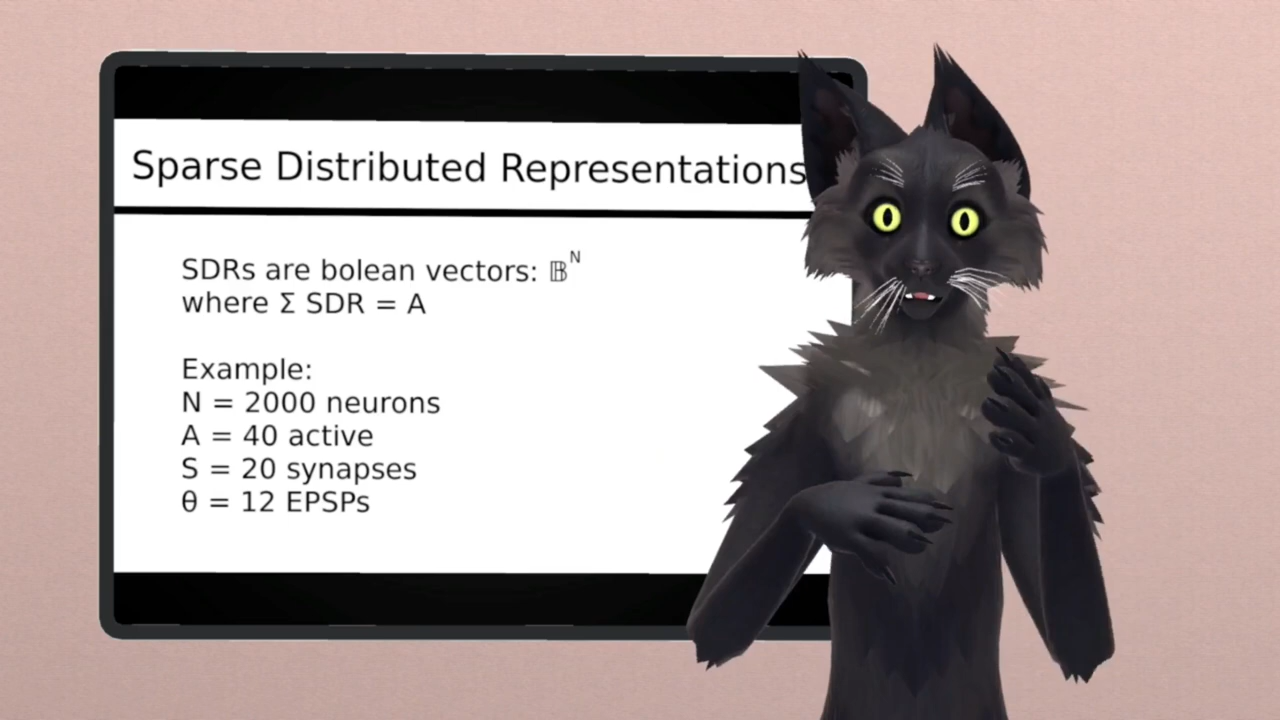 Sparse Distributed Representations
SDRs are bolean vectors: 𝔹ᴺ
where Σ SDR = A
Example:
N = 2000 neurons
A = 40 active
S = 20 synapses
θ = 12 EPSPs